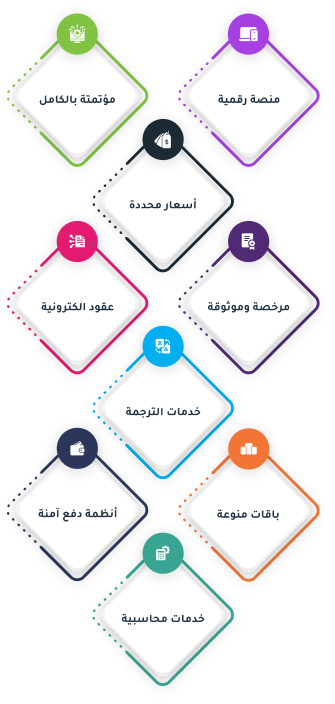 منصة رقمية
مؤتمتة بالكامل
أسعار محددة
مرخصة وموثوقة
عقود الكترونية
خدمات الترجمة
باقات منوعة
أنظمة دفع آمنة
خدمات محاسبية